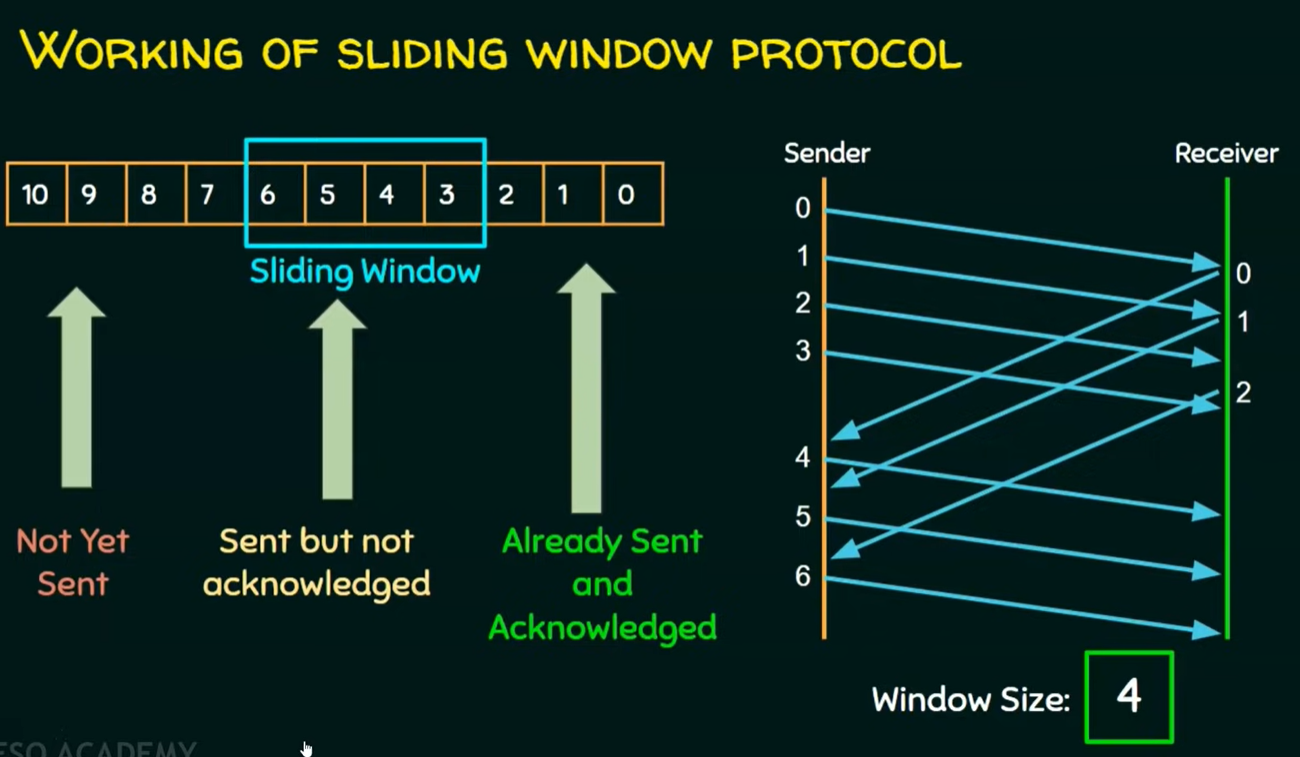 WORKING OF SLIDING WINDOW PROTOCOL
10 9 8 7 6 5 4 3 2 1 0
Sliding Window
Not Yet
Sent
Sent but not
acknowledged
Already Sent
and
Acknowledged
Sender
Receiver
0
1
2
3
4
5
6
0
1
2
Window Size: 4
ESO ACADEMY